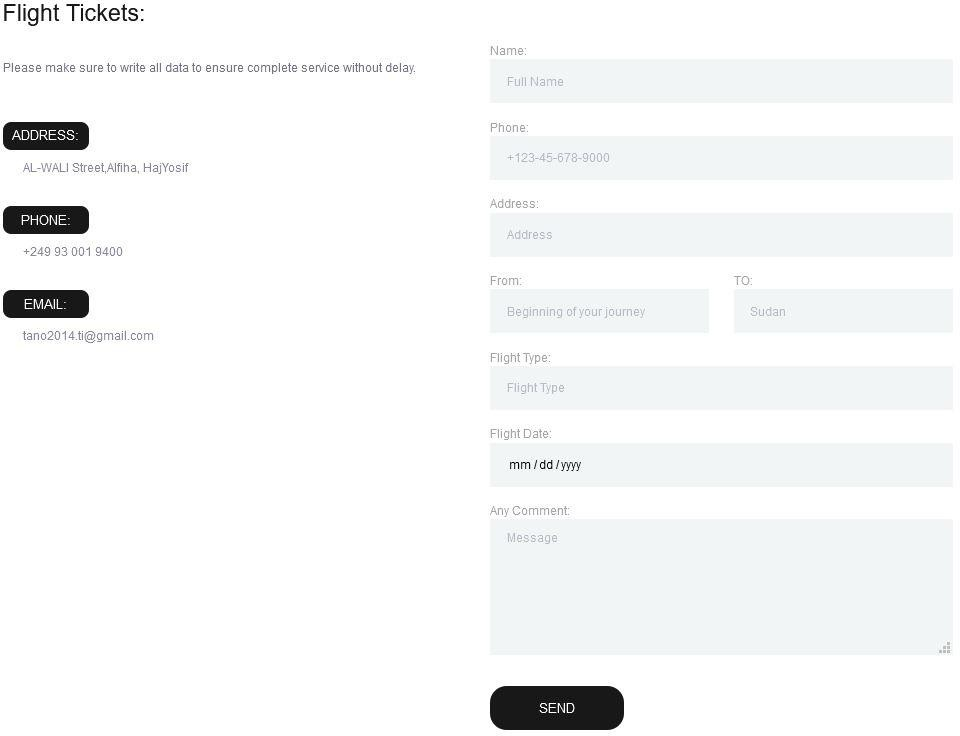 Flight Tickets:
Please make sure to write all data to ensure complete service without delay.
ADDRESS:
AL-WALI Street,Alfiha, HajYosif
PHONE:
+249 93 001 9400
EMAIL:
tano2014.ti@gmail.com
Name:
Full Name
Phone:
+123-45-678-9000
Address:
Address
From:
TO:
Beginning of your journey
Sudan
Flight Type:
Flight Type
Flight Date:
mm / dd / yyyy
Any Comment:
Message
SEND